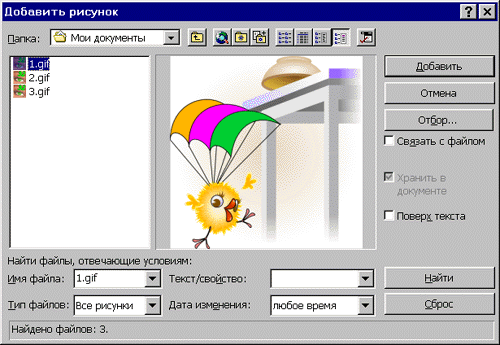 Добавить рисунок
Папка: Мои документы
1.gif
2.gif
3.gif
Добавить
Отмена
Отбор...
Связать с файлом
Хранить в документе
Поверх текста
Найти файлы, отвечающие условиям:
Имя файла: 1.gif Текст/свойство: Найти
Тип файлов: Все рисунки Дата изменения: любое время Сброс
Найдено файлов: 3.